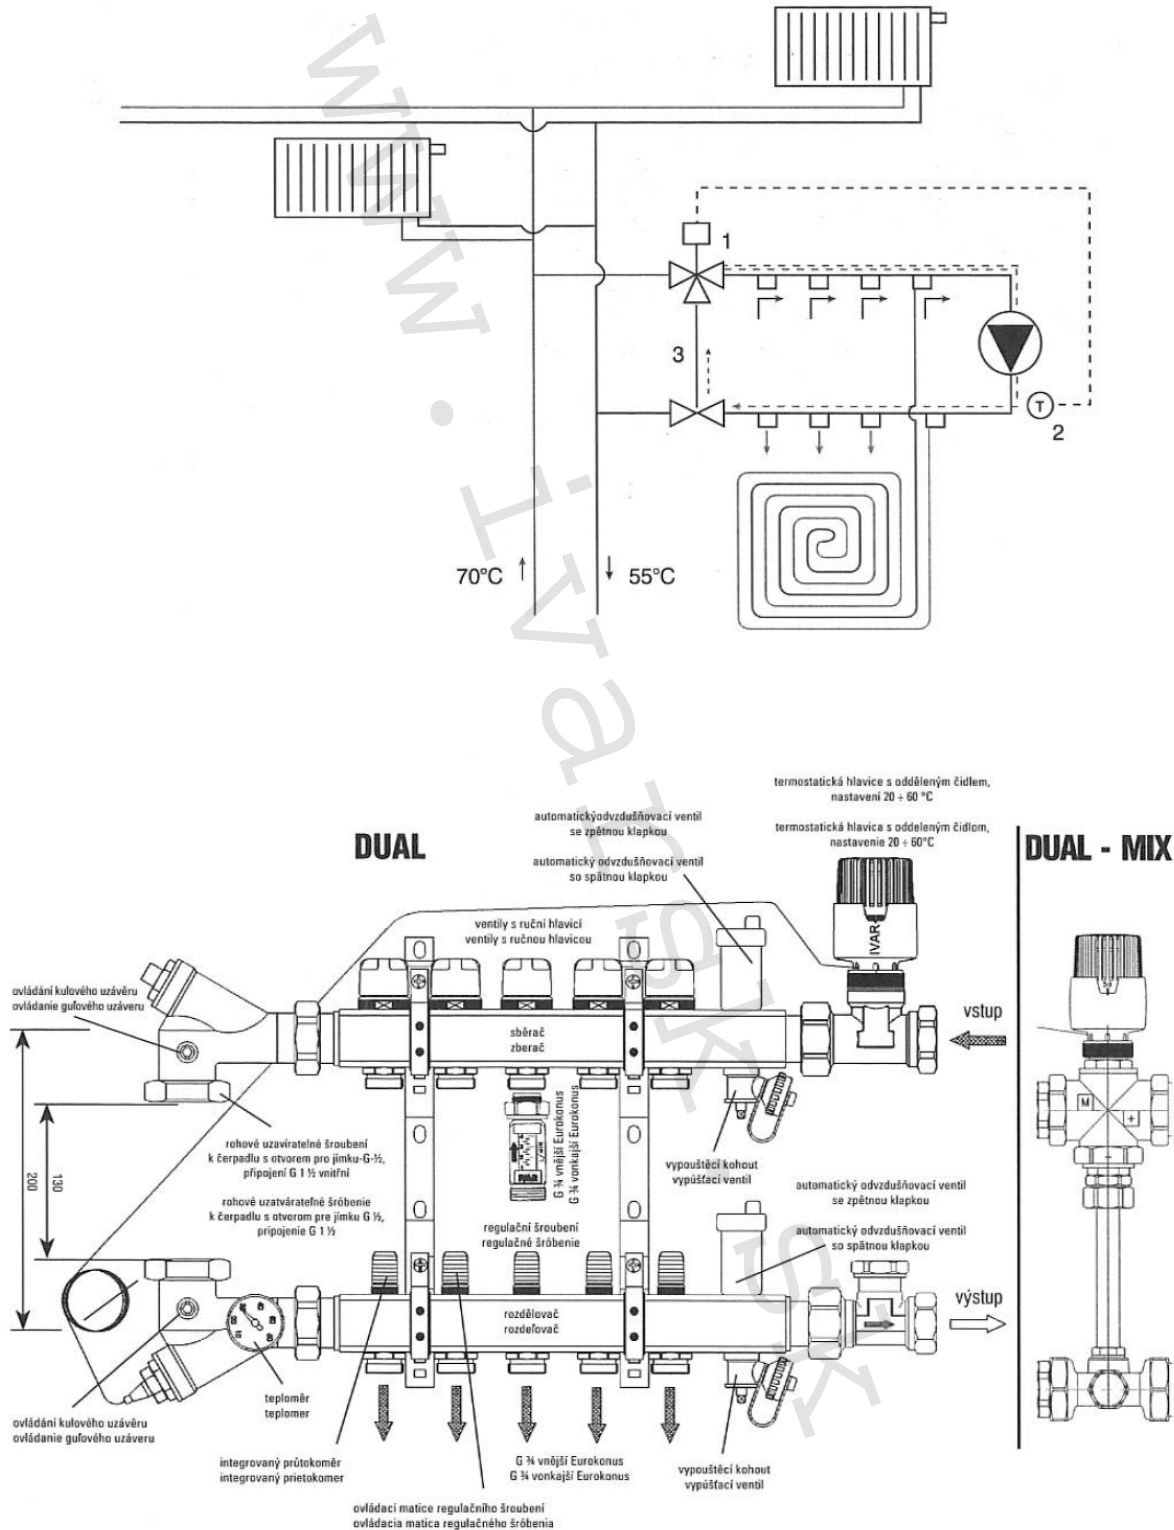 www.ivarsk.sk
1
3
T
2
70°C
55°C
termostatická hlavice s odděleným čidlem,
nastavení 20 ÷ 60 °C
termostatická hlavica s oddeleným čidlom,
nastavenie 20 ÷ 60°C
automatickýodvzdušňovací ventil
se zpětnou klapkou
automatický odvzdušňovací ventil
so spätnou klapkou
DUAL
DUAL - MIX
ventily s ruční hlavicí
ventily s ručnou hlavicou
IVAR
ovládání kulového uzávěru
ovládanie guľového uzáveru
sběrač
zberač
vstup
M
+
-
G ¾ vnější Eurokonus
G ¾ vonkajší Eurokonus
200
130
rohové uzavíratelné šroubení
k čerpadlu s otvorem pro jímku-G-½,
připojení G 1 ½ vnitřní
rohové uzatvárateľné šróbenie
k čerpadlu s otvorom pre jímku G ½,
pripojenie G 1 ½
vypouštěcí kohout
vypúšťací ventil
automatický odvzdušňovací ventil
se zpětnou klapkou
automatický odvzdušňovací ventil
so spätnou klapkou
regulační šroubení
regulačné šróbenie
rozdělovač
rozdeľovač
výstup
teploměr
teplomer
ovládání kulového uzávěru
ovládanie guľového uzáveru
integrovaný průtokoměr
integrovaný prietokomer
G ¾ vnější Eurokonus
G ¾ vonkajší Eurokonus
vypouštěcí kohout
vypúšťací ventil
ovládací matice regulačního šroubení
ovládacia matica regulačného šróbenia